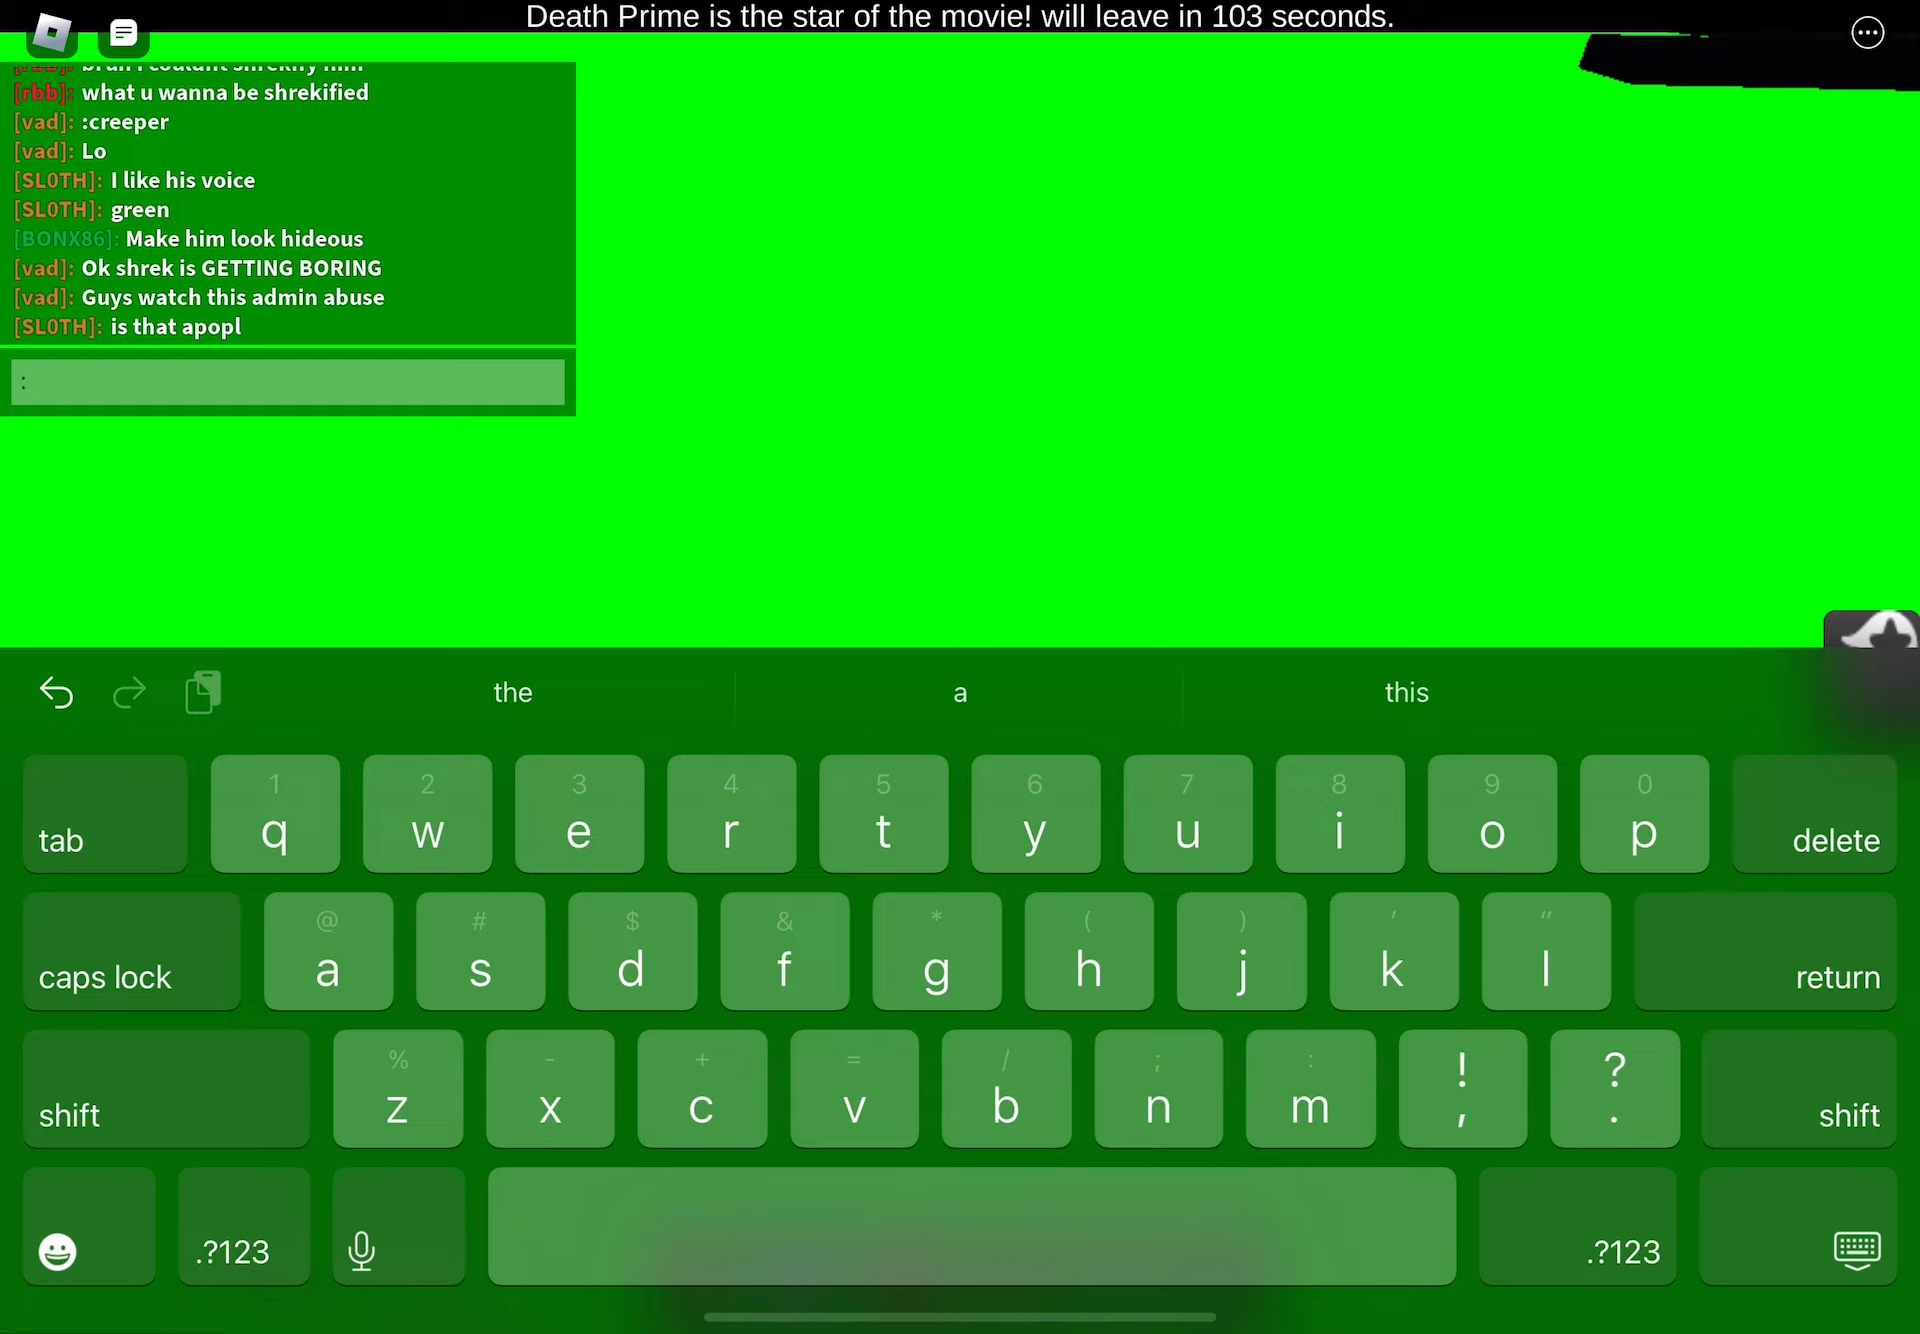 Death Prime is the star of the movie! will leave in 103 seconds.
[rbb]: what u wanna be shrekified
[vad]: :creeper
[vad]: Lo
[SL0TH]: I like his voice
[SL0TH]: green
[BONX86]: Make him look hideous
[vad]: Ok shrek is GETTING BORING
[vad]: Guys watch this admin abuse
[SL0TH]: is that apopl
:
the a this
1 2 3 4 5 6 7 8 9 0
tab q w e r t y u i o p delete
@ # $ & * ( ) ' "
caps lock a s d f g h j k l return
% - + = / ; : ! ?
shift z x c v b n m , . shift
.?123 .?123